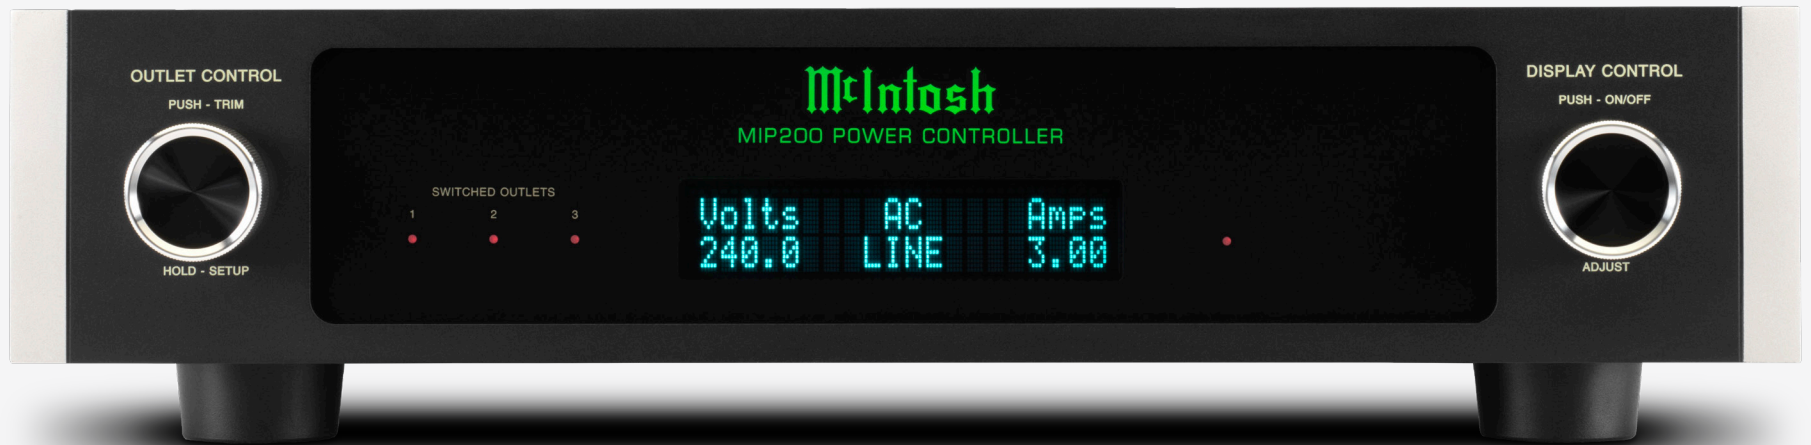 OUTLET CONTROL
PUSH - TRIM
HOLD - SETUP
McIntosh
MIP200 POWER CONTROLLER
SWITCHED OUTLETS
1 2 3
Volts AC Amps
240.0 LINE 3.00
DISPLAY CONTROL
PUSH - ON/OFF
ADJUST